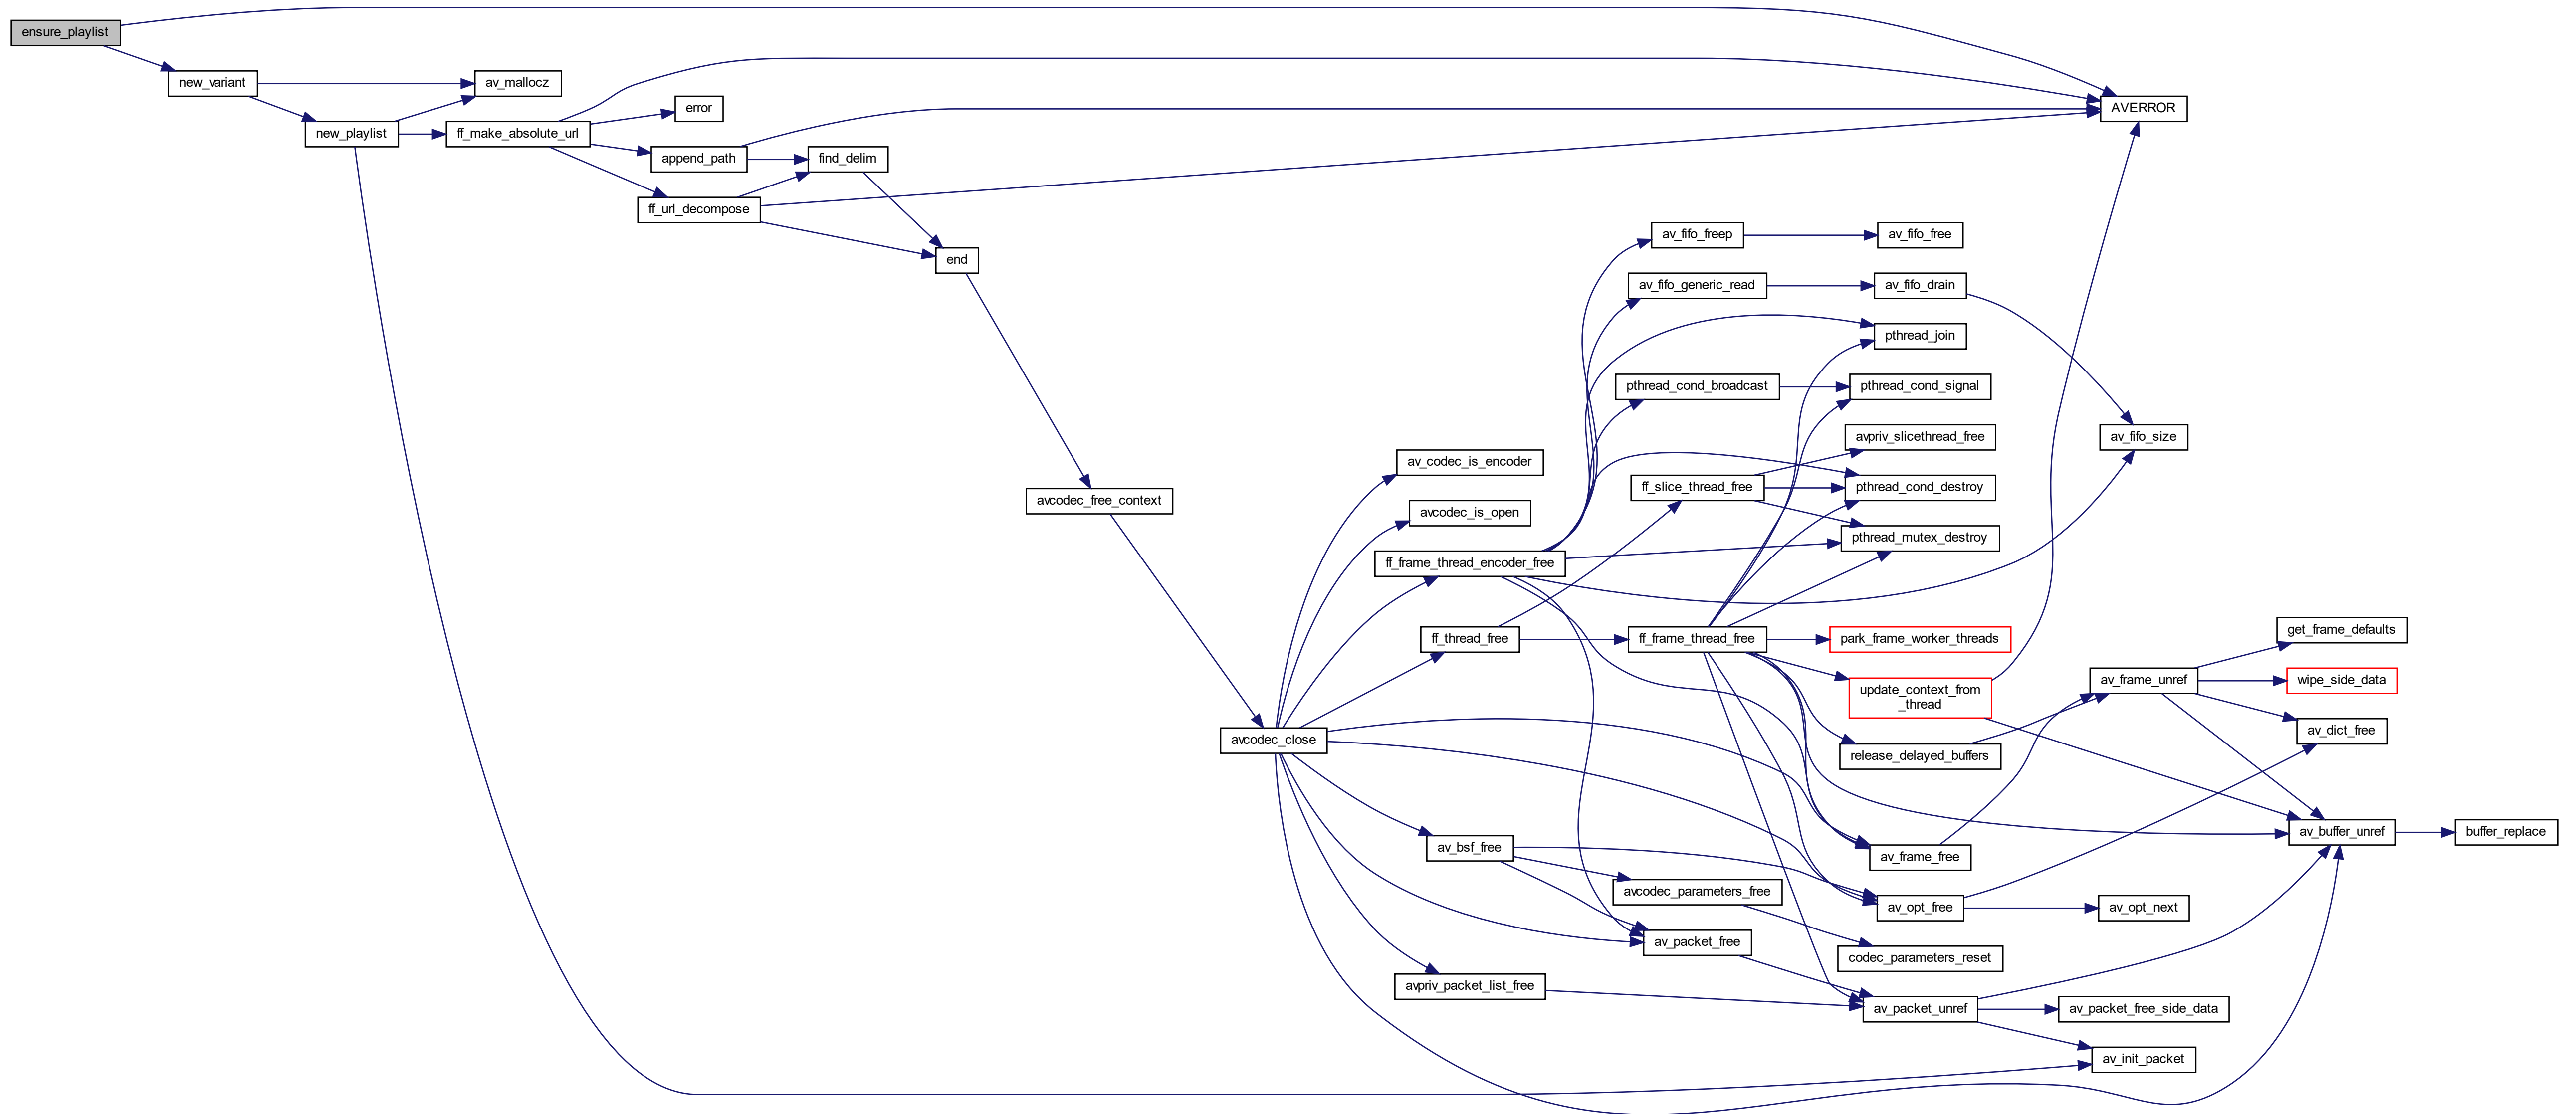 ensure_playlist
new_variant
av_mallocz
error
AVERROR
new_playlist
ff_make_absolute_url
append_path
find_delim
ff_url_decompose
end
av_fifo_freep
av_fifo_free
av_fifo_generic_read
av_fifo_drain
pthread_join
pthread_cond_broadcast
pthread_cond_signal
avpriv_slicethread_free
av_fifo_size
av_codec_is_encoder
ff_slice_thread_free
pthread_cond_destroy
avcodec_free_context
avcodec_is_open
pthread_mutex_destroy
ff_frame_thread_encoder_free
ff_thread_free
ff_frame_thread_free
park_frame_worker_threads
get_frame_defaults
update_context_from
_thread
av_frame_unref
wipe_side_data
avcodec_close
release_delayed_buffers
av_dict_free
av_bsf_free
av_frame_free
av_buffer_unref
buffer_replace
avcodec_parameters_free
av_opt_free
av_opt_next
av_packet_free
codec_parameters_reset
avpriv_packet_list_free
av_packet_unref
av_packet_free_side_data
av_init_packet